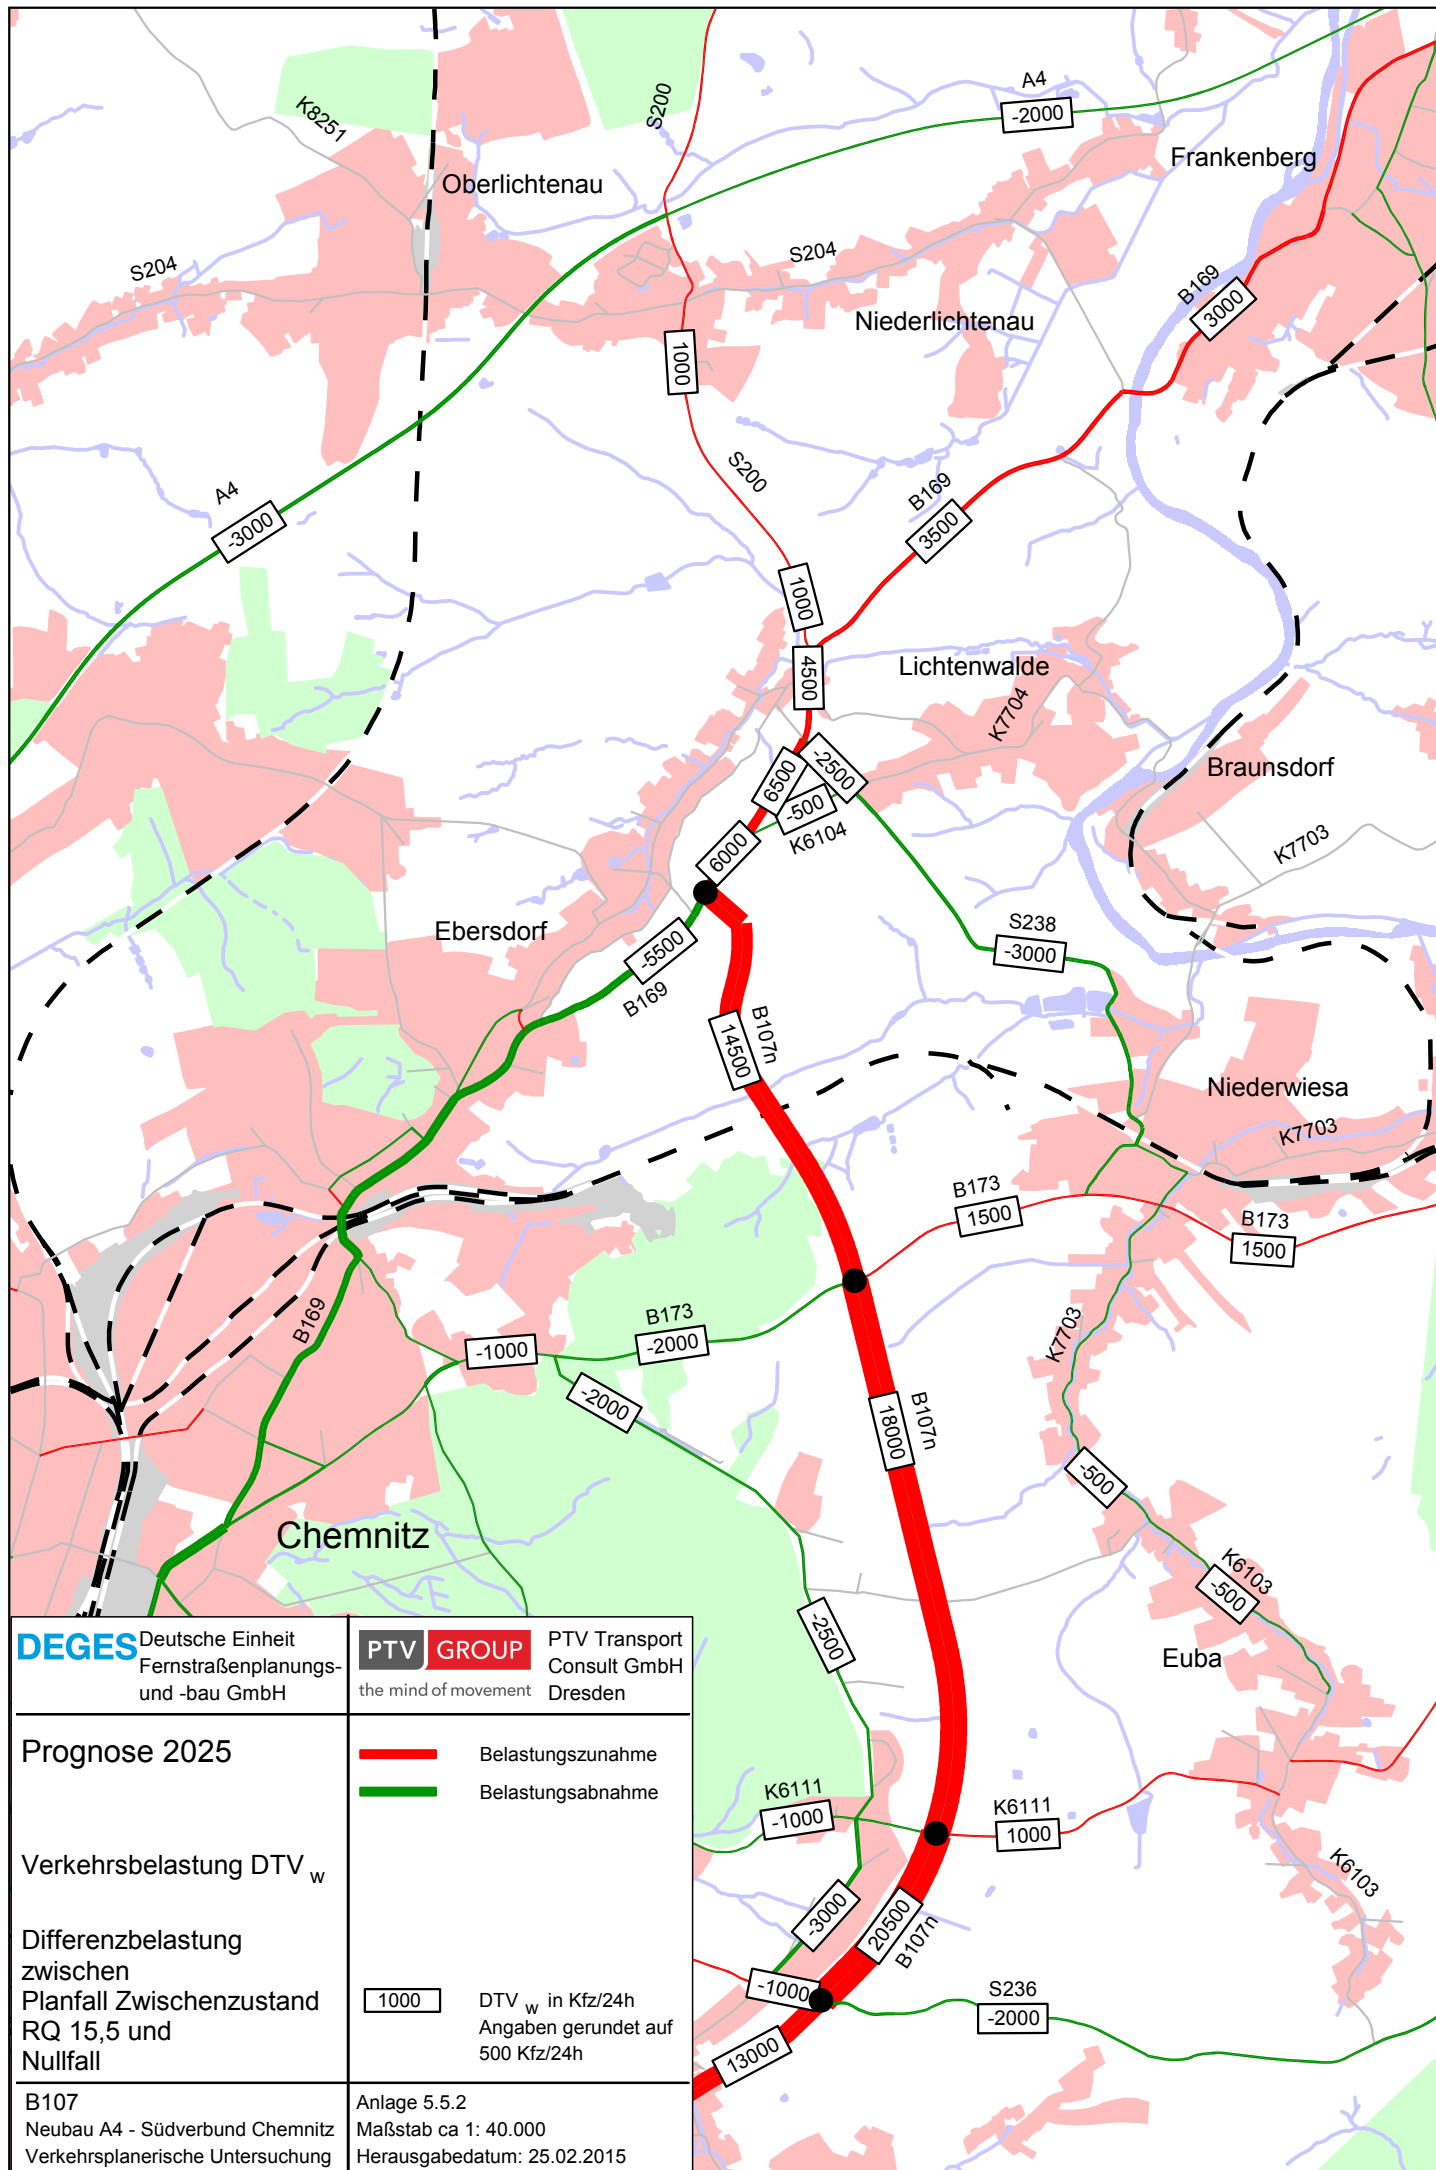 K8251
S200
A4
-2000
Frankenberg
Oberlichtenau
S204
S204
B169
3000
Niederlichtenau
1000
S200
A4
-3000
B169
3500
1000
4500
Lichtenwalde
K7704
Braunsdorf
-2500
6500
-500
K6104
6000
K7703
Ebersdorf
-5500
B169
S238
-3000
B107n
14500
Niederwiesa
K7703
B173
1500
B173
1500
B169
B173
-2000
-1000
K7703
-2000
B107n
18000
-500
Chemnitz
K6103
-500
-2500
Euba
K6111
-1000
K6111
1000
K6103
-3000
20500
B107n
-1000
S236
-2000
13000
DEGES
Deutsche Einheit
Fernstraßenplanungs-
und -bau GmbH
PTV GROUP
the mind of movement
PTV Transport
Consult GmbH
Dresden
Prognose 2025
Belastungszunahme
Belastungsabnahme
Verkehrsbelastung DTV w
Differenzbelastung
zwischen
Planfall Zwischenzustand
RQ 15,5 und
Nullfall
1000
DTV w in Kfz/24h
Angaben gerundet auf
500 Kfz/24h
B107
Neubau A4 - Südverbund Chemnitz
Verkehrsplanerische Untersuchung
Anlage 5.5.2
Maßstab ca 1: 40.000
Herausgabedatum: 25.02.2015